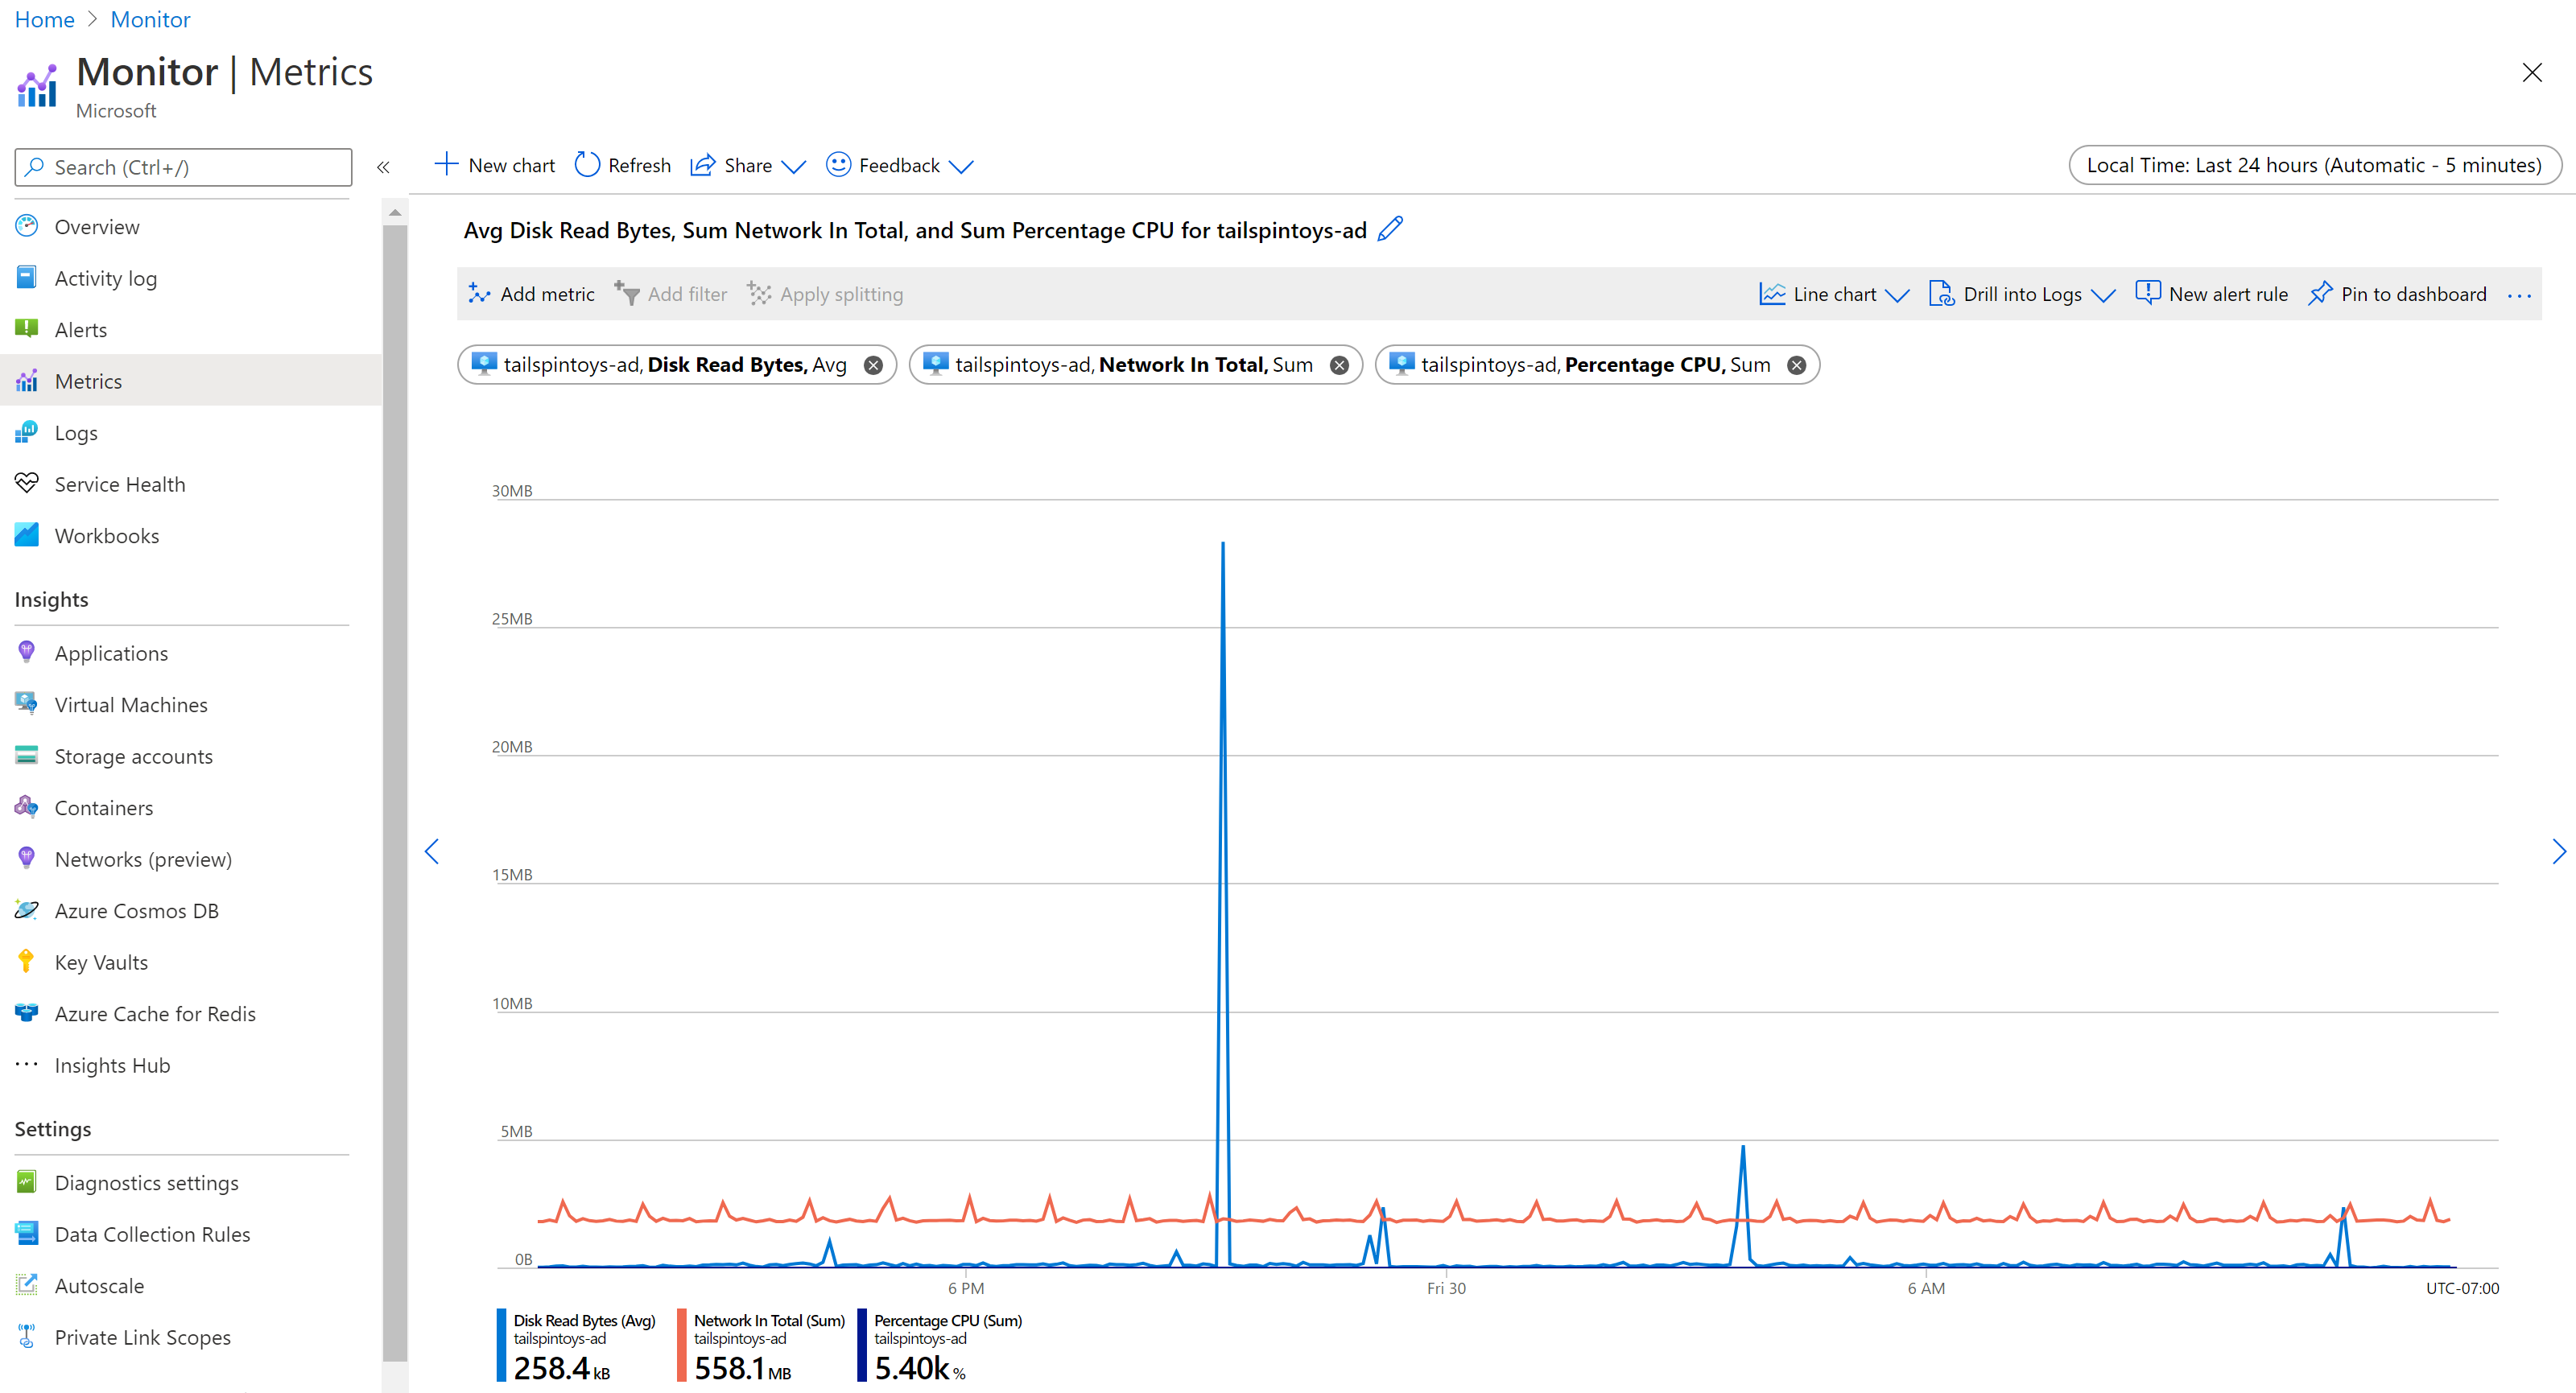 Home > Monitor
Monitor | Metrics
Microsoft
Search (Ctrl+/)
«
Overview
Activity log
Alerts
Metrics
Logs
Service Health
Workbooks
Insights
Applications
Virtual Machines
Storage accounts
Containers
Networks (preview)
Azure Cosmos DB
Key Vaults
Azure Cache for Redis
Insights Hub
Settings
Diagnostics settings
Data Collection Rules
Autoscale
Private Link Scopes
New chart Refresh Share Feedback
Local Time: Last 24 hours (Automatic - 5 minutes)
Avg Disk Read Bytes, Sum Network In Total, and Sum Percentage CPU for tailspintoys-ad
Add metric Add filter Apply splitting Line chart Drill into Logs New alert rule Pin to dashboard ...
tailspintoys-ad, Disk Read Bytes, Avg tailspintoys-ad, Network In Total, Sum tailspintoys-ad, Percentage CPU, Sum
30MB
25MB
20MB
15MB
10MB
5MB
0B
6 PM Fri 30 6 AM UTC-07:00
Disk Read Bytes (Avg)
tailspintoys-ad
258.4 kB
Network In Total (Sum)
tailspintoys-ad
558.1 MB
Percentage CPU (Sum)
tailspintoys-ad
5.40k %